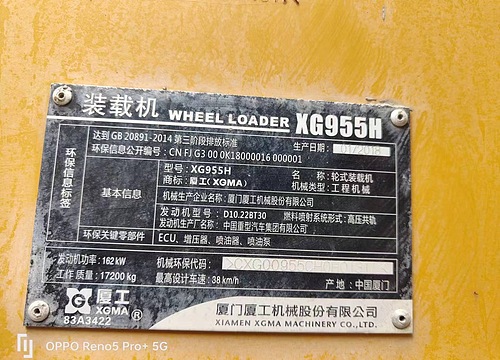 装载机 WHEEL LOADER XG955H
达到 GB 20891-2014 第三阶段排放标准
生产日期: 01/2018
环保信息公开编号: CN FJ G3 00 0X18000016 000001
环保信息标签
基本信息
型号: XG955H 名 称: 轮式装载机
商标: 厦工 (XGMA) 机械类型: 工程机械
机械生产企业名称: 厦门厦工机械股份有限公司
发动机型号: D10.22BT30 燃料喷射系统形式: 高压共轨
发动机生产厂名称: 中国重型汽车集团有限公司
环保关键零部件 ECU、增压器、喷油器、喷油泵
发动机功率: 162 kW 机械环保代码:
工作质量: 17200 kg 最高设计车速: 38 km/h 产 地: 中国厦门
厦工
XGMA
83A3422
厦门厦工机械股份有限公司
XIAMEN XGMA MACHINERY CO.,LTD.
OPPO Reno5 Pro+ 5G